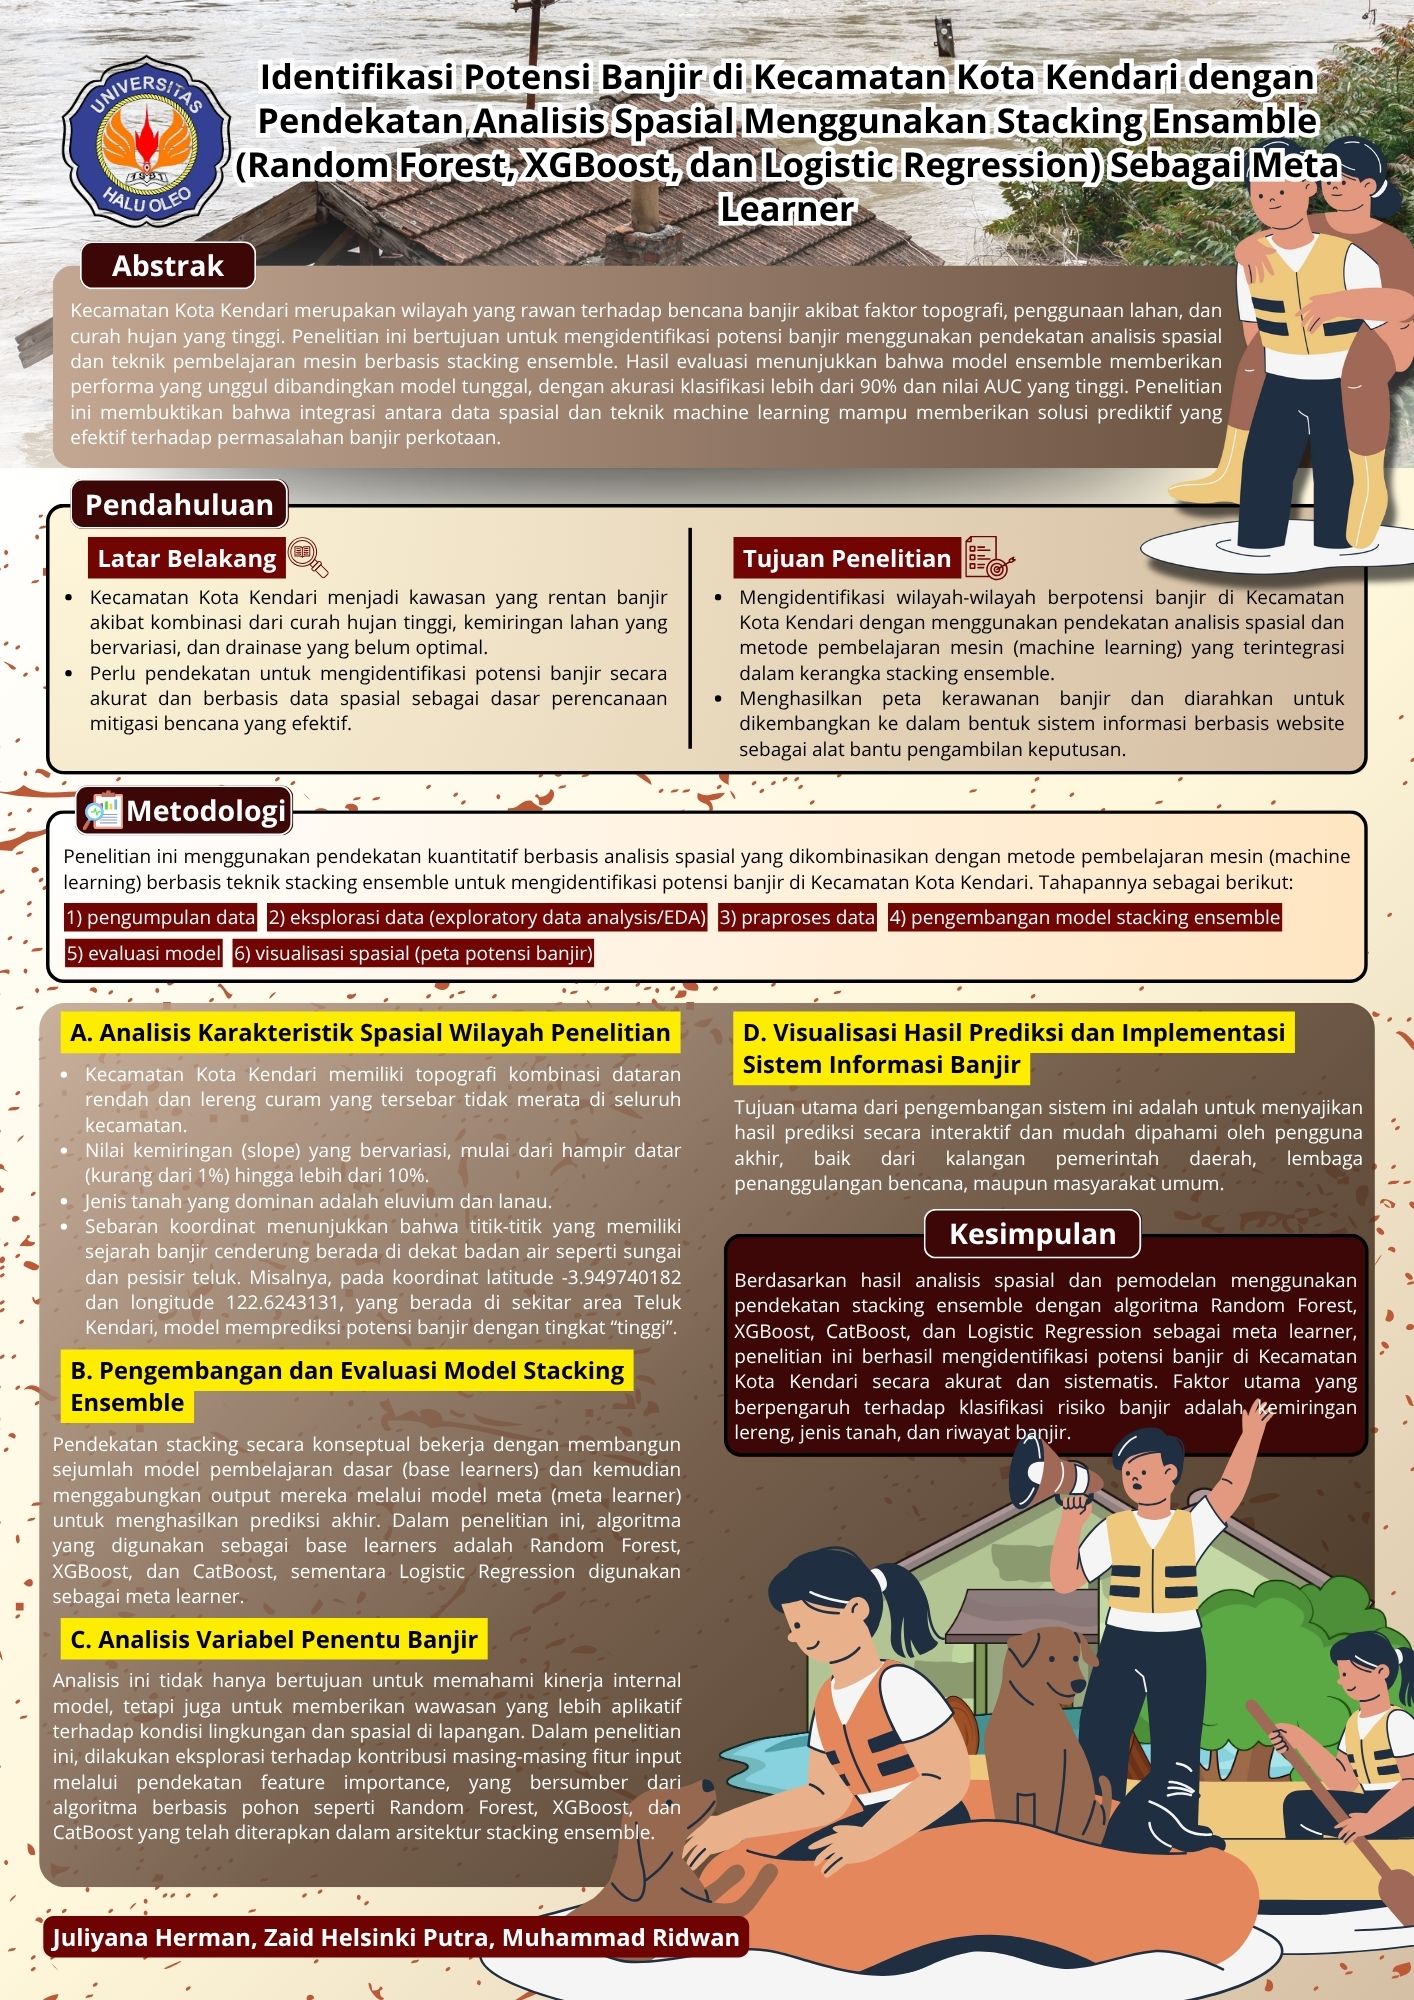 UNIVERSITAS
1981
HALU OLEO
Identifikasi Potensi Banjir di Kecamatan Kota Kendari dengan
Pendekatan Analisis Spasial Menggunakan Stacking Ensamble
(Random Forest, XGBoost, dan Logistic Regression) Sebagai Meta
Learner
Abstrak
Kecamatan Kota Kendari merupakan wilayah yang rawan terhadap bencana banjir akibat faktor topografi, penggunaan lahan, dan
curah hujan yang tinggi. Penelitian ini bertujuan untuk mengidentifikasi potensi banjir menggunakan pendekatan analisis spasial
dan teknik pembelajaran mesin berbasis stacking ensemble. Hasil evaluasi menunjukkan bahwa model ensemble memberikan
performa yang unggul dibandingkan model tunggal, dengan akurasi klasifikasi lebih dari 90% dan nilai AUC yang tinggi. Penelitian
ini membuktikan bahwa integrasi antara data spasial dan teknik machine learning mampu memberikan solusi prediktif yang
efektif terhadap permasalahan banjir perkotaan.
Pendahuluan
Latar Belakang
• Kecamatan Kota Kendari menjadi kawasan yang rentan banjir
akibat kombinasi dari curah hujan tinggi, kemiringan lahan yang
bervariasi, dan drainase yang belum optimal.
• Perlu pendekatan untuk mengidentifikasi potensi banjir secara
akurat dan berbasis data spasial sebagai dasar perencanaan
mitigasi bencana yang efektif.
Tujuan Penelitian
• Mengidentifikasi wilayah-wilayah berpotensi banjir di Kecamatan
Kota Kendari dengan menggunakan pendekatan analisis spasial dan
metode pembelajaran mesin (machine learning) yang terintegrasi
dalam kerangka stacking ensemble.
• Menghasilkan peta kerawanan banjir dan diarahkan untuk
dikembangkan ke dalam bentuk sistem informasi berbasis website
sebagai alat bantu pengambilan keputusan.
Metodologi
Penelitian ini menggunakan pendekatan kuantitatif berbasis analisis spasial yang dikombinasikan dengan metode pembelajaran mesin (machine
learning) berbasis teknik stacking ensemble untuk mengidentifikasi potensi banjir di Kecamatan Kota Kendari. Tahapannya sebagai berikut:
1) pengumpulan data 2) eksplorasi data (exploratory data analysis/EDA) 3) praproses data 4) pengembangan model stacking ensemble
5) evaluasi model 6) visualisasi spasial (peta potensi banjir)
A. Analisis Karakteristik Spasial Wilayah Penelitian
• Kecamatan Kota Kendari memiliki topografi kombinasi dataran
rendah dan lereng curam yang tersebar tidak merata di seluruh
kecamatan.
• Nilai kemiringan (slope) yang bervariasi, mulai dari hampir datar
(kurang dari 1%) hingga lebih dari 10%.
• Jenis tanah yang dominan adalah eluvium dan lanau.
• Sebaran koordinat menunjukkan bahwa titik-titik yang memiliki
sejarah banjir cenderung berada di dekat badan air seperti sungai
dan pesisir teluk. Misalnya, pada koordinat latitude -3.949740182
dan longitude 122.6243131, yang berada di sekitar area Teluk
Kendari, model memprediksi potensi banjir dengan tingkat “tinggi”.
B. Pengembangan dan Evaluasi Model Stacking
Ensemble
Pendekatan stacking secara konseptual bekerja dengan membangun
sejumlah model pembelajaran dasar (base learners) dan kemudian
menggabungkan output mereka melalui model meta (meta learner)
untuk menghasilkan prediksi akhir. Dalam penelitian ini, algoritma
yang digunakan sebagai base learners adalah Random Forest,
XGBoost, dan CatBoost, sementara Logistic Regression digunakan
sebagai meta learner.
C. Analisis Variabel Penentu Banjir
Analisis ini tidak hanya bertujuan untuk memahami kinerja internal
model, tetapi juga untuk memberikan wawasan yang lebih aplikatif
terhadap kondisi lingkungan dan spasial di lapangan. Dalam penelitian
ini, dilakukan eksplorasi terhadap kontribusi masing-masing fitur input
melalui pendekatan feature importance, yang bersumber dari
algoritma berbasis pohon seperti Random Forest, XGBoost, dan
CatBoost yang telah diterapkan dalam arsitektur stacking ensemble.
D. Visualisasi Hasil Prediksi dan Implementasi
Sistem Informasi Banjir
Tujuan utama dari pengembangan sistem ini adalah untuk menyajikan
hasil prediksi secara interaktif dan mudah dipahami oleh pengguna
akhir, baik dari kalangan pemerintah daerah, lembaga
penanggulangan bencana, maupun masyarakat umum.
Kesimpulan
Berdasarkan hasil analisis spasial dan pemodelan menggunakan
pendekatan stacking ensemble dengan algoritma Random Forest,
XGBoost, CatBoost, dan Logistic Regression sebagai meta learner,
penelitian ini berhasil mengidentifikasi potensi banjir di Kecamatan
Kota Kendari secara akurat dan sistematis. Faktor utama yang
berpengaruh terhadap klasifikasi risiko banjir adalah kemiringan
lereng, jenis tanah, dan riwayat banjir.
Juliyana Herman, Zaid Helsinki Putra, Muhammad Ridwan